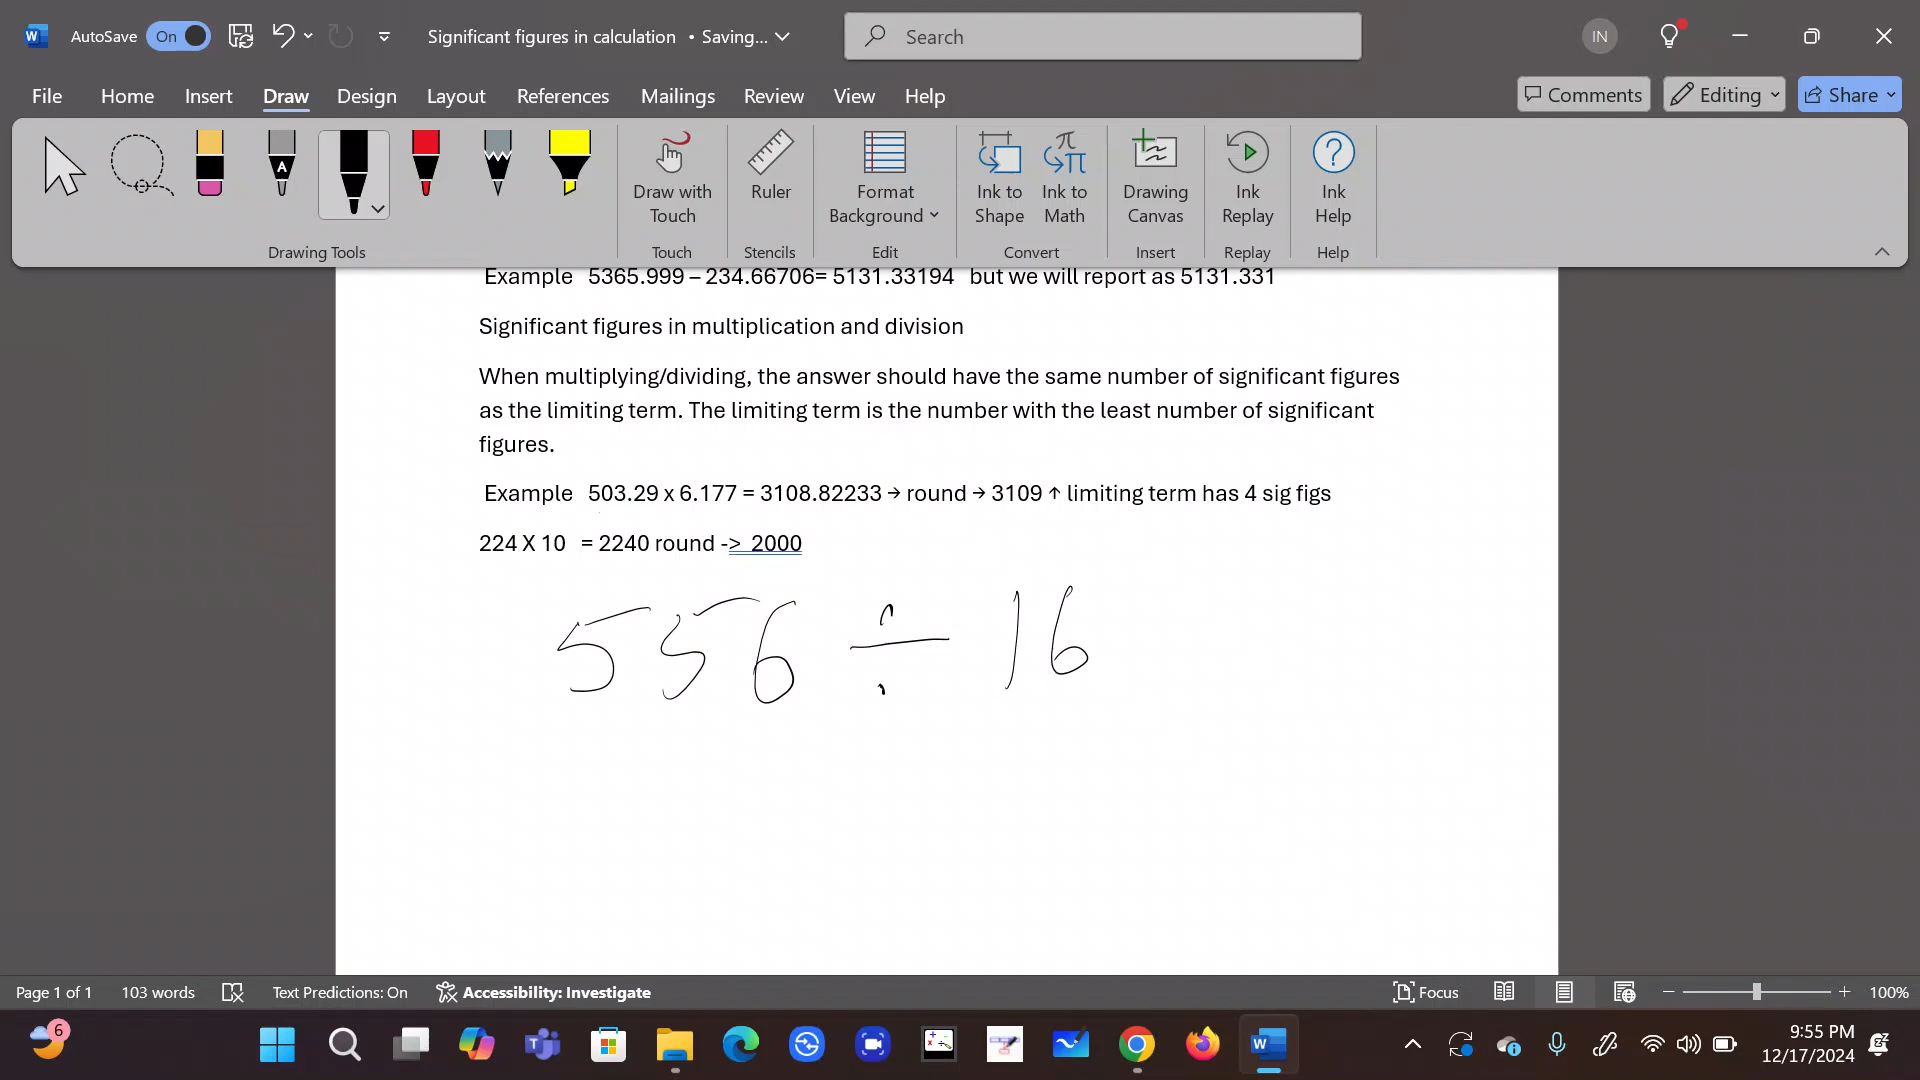 AutoSave On Significant figures in calculation • Saving... Search IN
File Home Insert Draw Design Layout References Mailings Review View Help Comments Editing Share
A
Draw with Touch
Ruler
Format Background
Ink to Shape
Ink to Math
Drawing Canvas
Ink Replay
Ink Help
Drawing Tools Touch Stencils Edit Convert Insert Replay Help
Example 5365.999 – 234.66706= 5131.33194 but we will report as 5131.331
Significant figures in multiplication and division
When multiplying/dividing, the answer should have the same number of significant figures
as the limiting term. The limiting term is the number with the least number of significant
figures.
Example 503.29 x 6.177 = 3108.82233 → round → 3109 ↑ limiting term has 4 sig figs
224 X 10 = 2240 round -> 2000
556 ÷ 16
Page 1 of 1 103 words Text Predictions: On Accessibility: Investigate Focus 100%
6
9:55 PM
12/17/2024